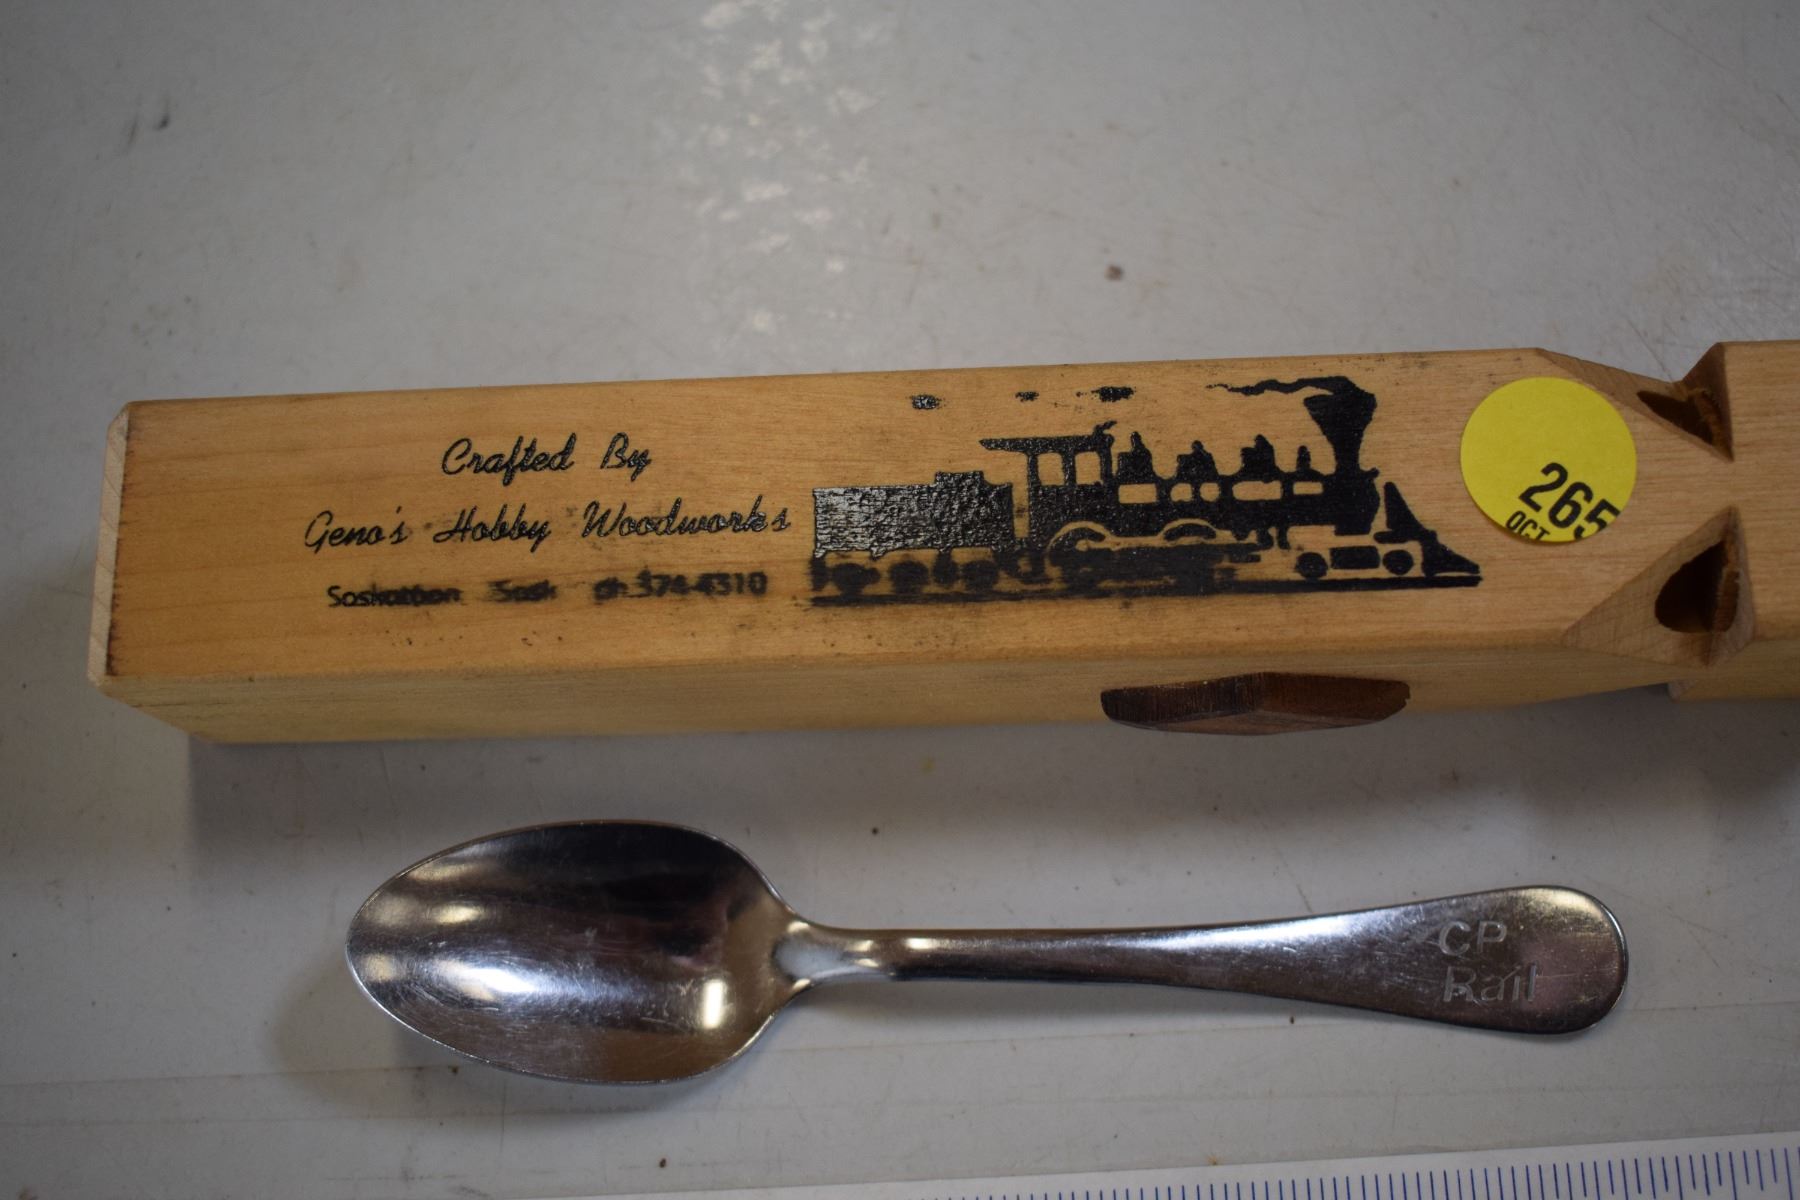 Crafted By
Geno's Hobby Woodworks
Saskatoon Sask ph 374-4310
265
OCT
CP
Rail